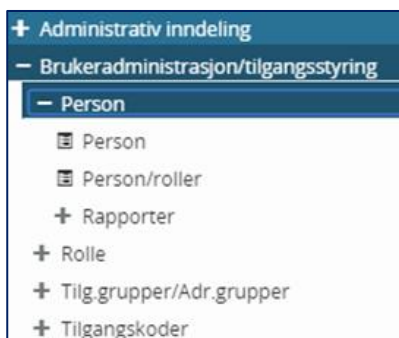 Administrativ inndeling
Brukeradministrasjon/tilgangsstyring
Person
Person
Person/roller
Rapporter
Rolle
Tilg.grupper/Adr.grupper
Tilgangskoder